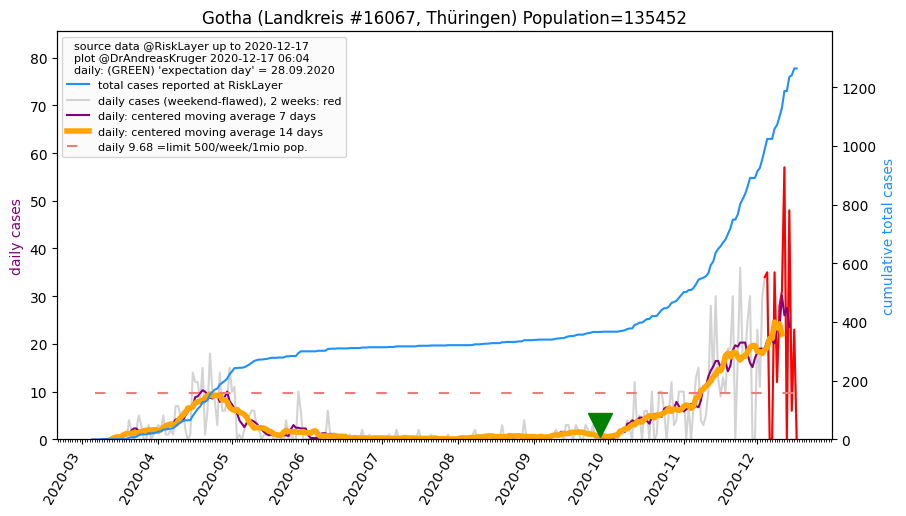 Gotha (Landkreis #16067, Thüringen) Population=135452
source data @RiskLayer up to 2020-12-17
plot @DrAndreasKruger 2020-12-17 06:04
daily: (GREEN) 'expectation day' = 28.09.2020
total cases reported at RiskLayer
daily cases (weekend-flawed), 2 weeks: red
daily: centered moving average 7 days
daily: centered moving average 14 days
daily 9.68 =limit 500/week/1mio pop.
daily cases
80
70
60
50
40
30
20
10
0
cumulative total cases
1200
1000
800
600
400
200
0
2020-03
2020-04
2020-05
2020-06
2020-07
2020-08
2020-09
2020-10
2020-11
2020-12